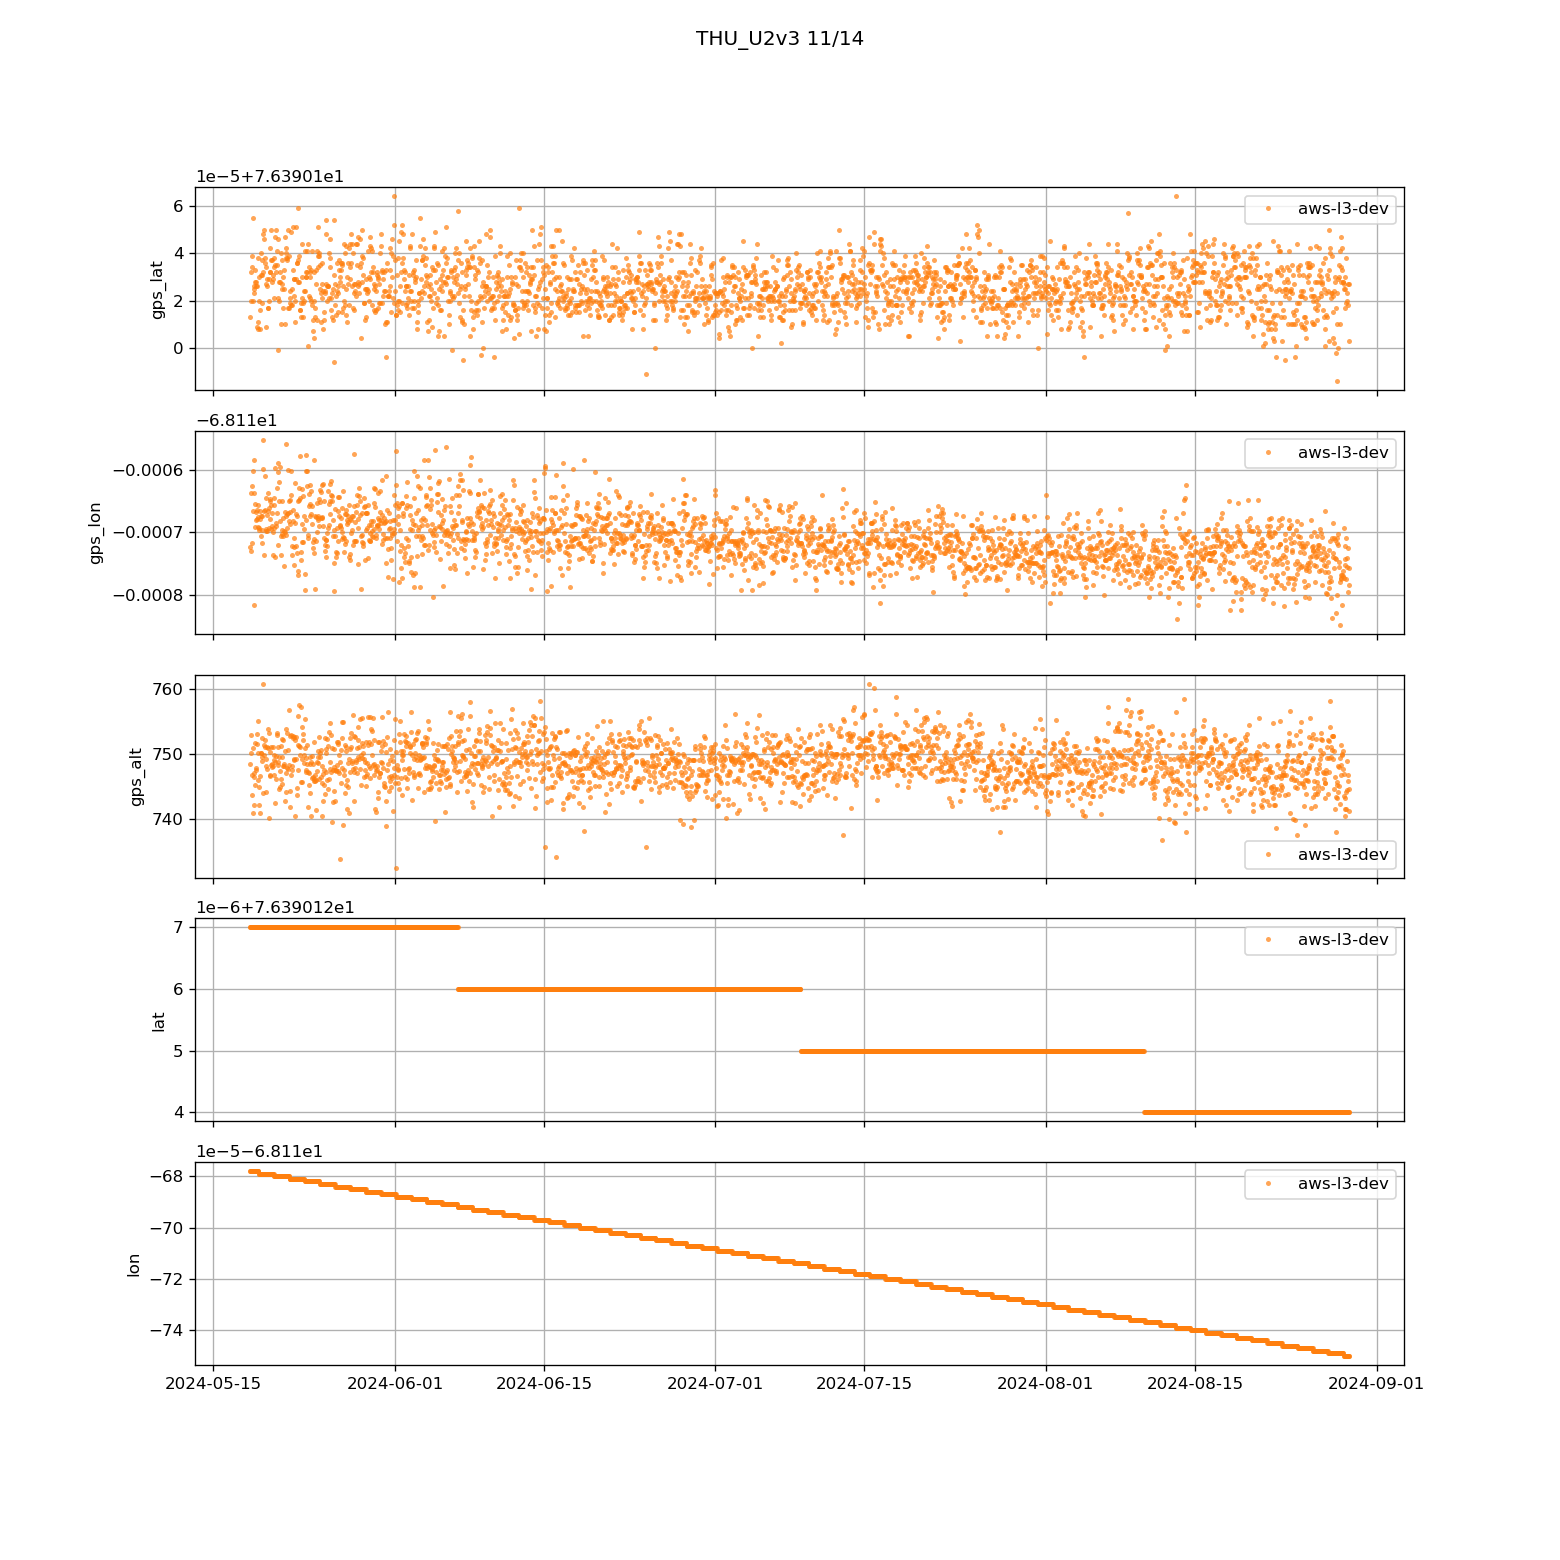 THU_U2v3 11/14
1e−5+7.63901e1
6
4
2
0
gps_lat
aws-l3-dev
−6.811e1
−0.0006
−0.0007
−0.0008
gps_lon
aws-l3-dev
760
750
740
gps_alt
aws-l3-dev
1e−6+7.639012e1
7
6
5
4
lat
aws-l3-dev
1e−5−6.811e1
−68
−70
−72
−74
lon
aws-l3-dev
2024-05-15 2024-06-01 2024-06-15 2024-07-01 2024-07-15 2024-08-01 2024-08-15 2024-09-01